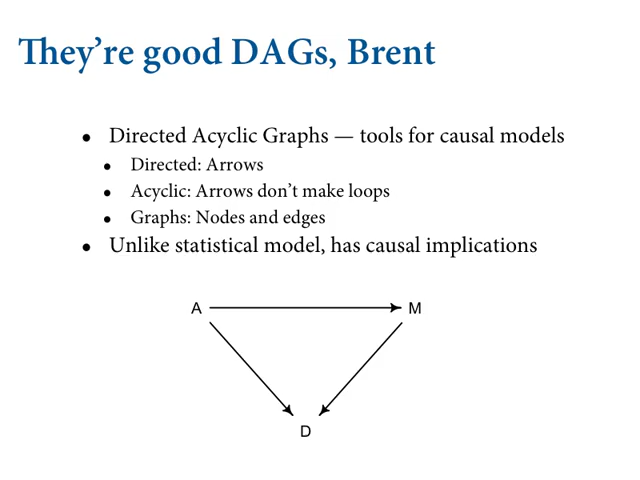 They’re good DAGs, Brent
• Directed Acyclic Graphs — tools for causal models
• Directed: Arrows
• Acyclic: Arrows don’t make loops
• Graphs: Nodes and edges
• Unlike statistical model, has causal implications
A M
D